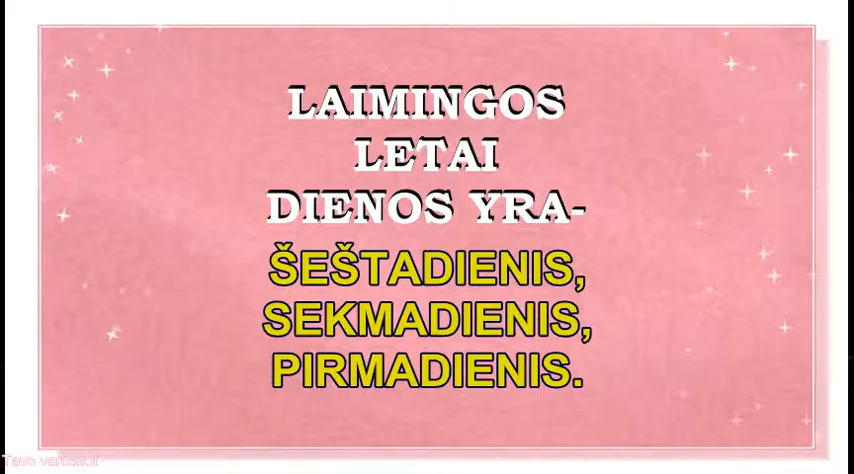 LAIMINGOS
LETAI
DIENOS YRA-
ŠEŠTADIENIS,
SEKMADIENIS,
PIRMADIENIS.